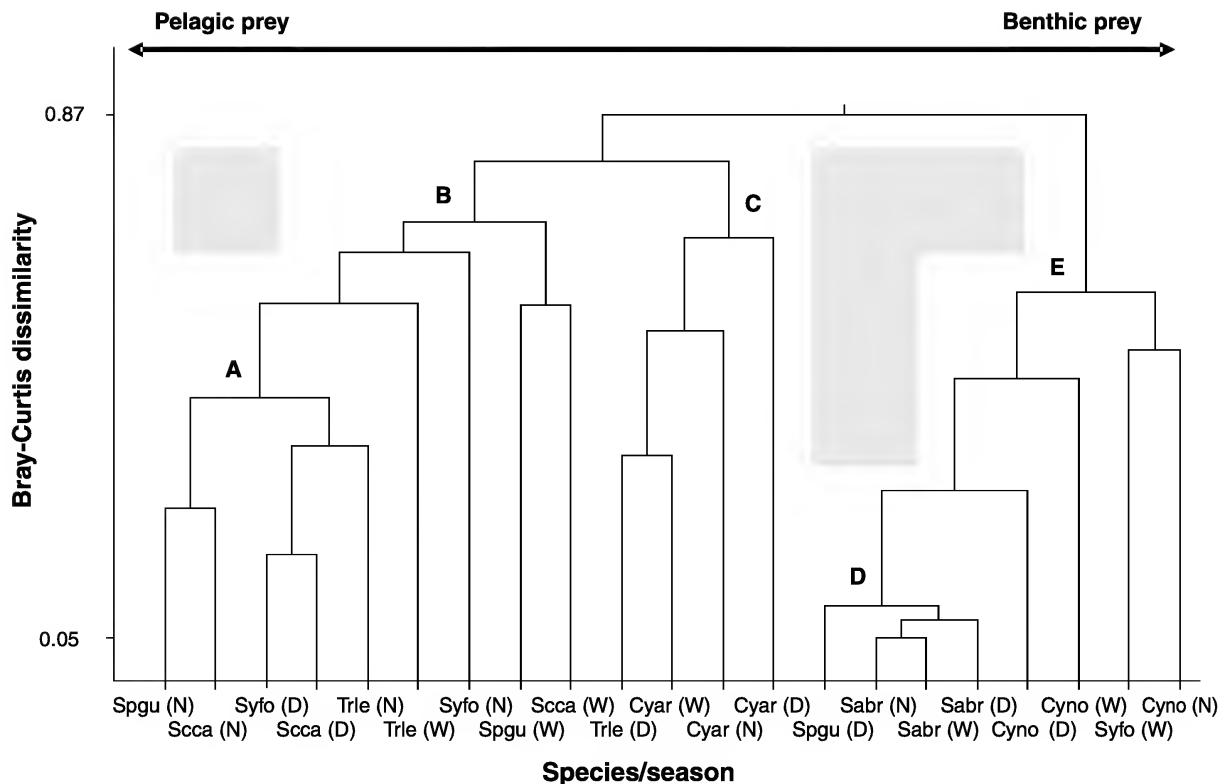 Pelagic prey Benthic prey
0.87
B
C
E
A
D
0.05
Bray-Curtis dissimilarity
Spgu (N) Syfo (D) Trle (N) Syfo (N) Scca (W) Cyar (W) Cyar (D) Sabr (N) Sabr (D) Cyno (W) Cyno (N)
Scca (N) Scca (D) Trle (W) Spgu (W) Trle (D) Cyar (N) Spgu (D) Sabr (W) Cyno (D) Syfo (W)
Species/season